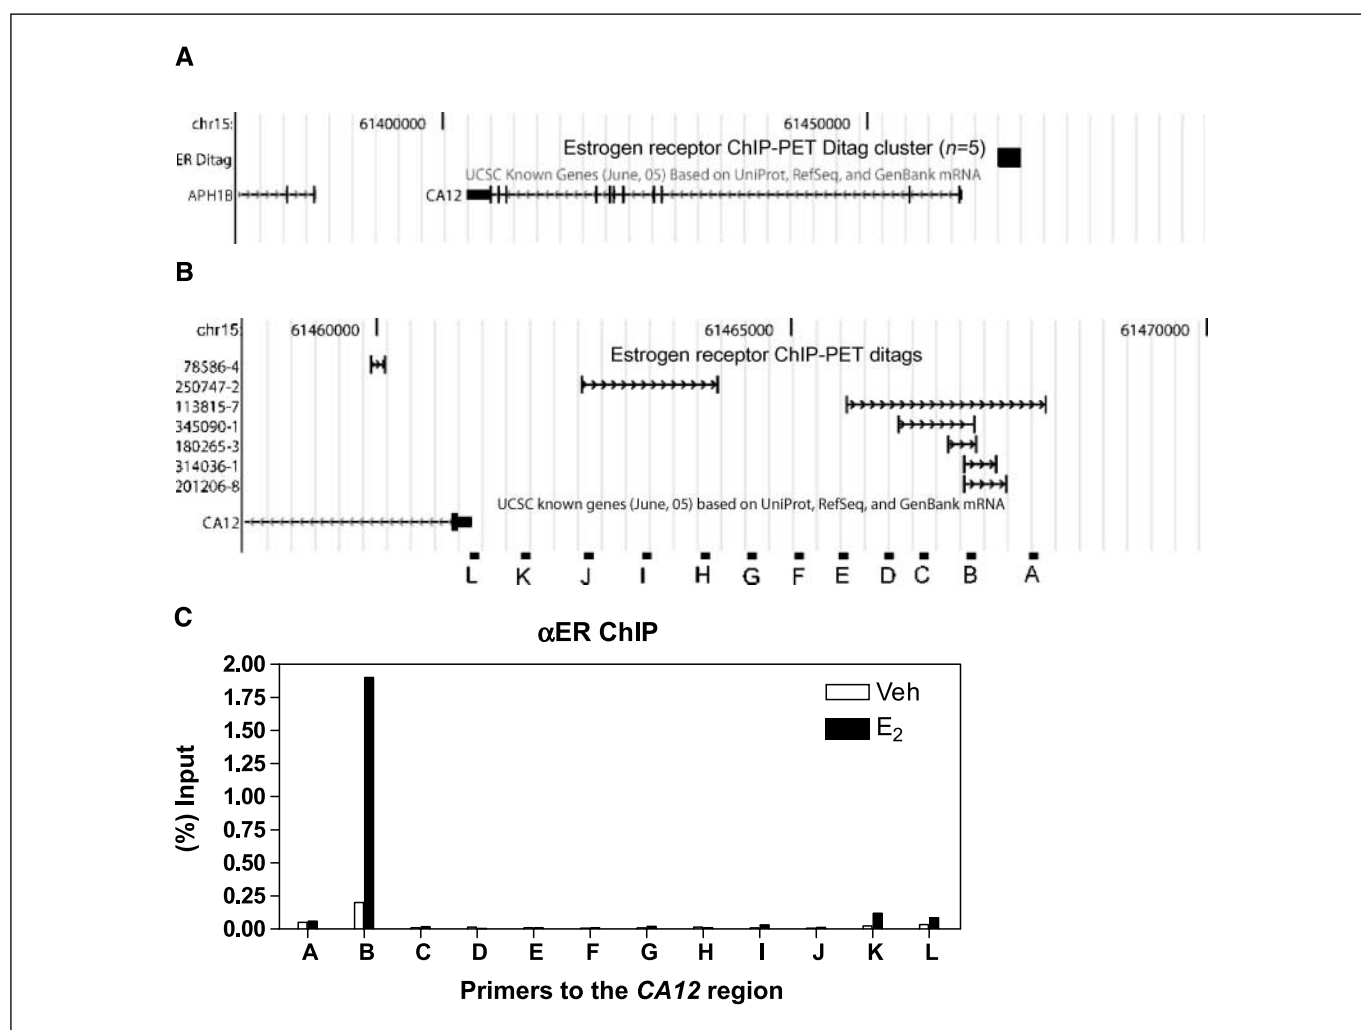 A
chr15:
61400000
61450000
Estrogen receptor ChIP-PET Ditag cluster (n=5)
ER Ditag
UCSC Known Genes (June, 05) Based on UniProt, RefSeq, and GenBank mRNA
APH1B
CA12
B
chr15:
61460000
61465000
61470000
Estrogen receptor ChIP-PET ditags
78586-4
250747-2
113815-7
345090-1
180265-3
314036-1
201206-8
UCSC known genes (June, 05) based on UniProt, RefSeq, and GenBank mRNA
CA12
L K J I H G F E D C B A
C
αER ChIP
2.00
1.75
1.50
1.25
1.00
0.75
0.50
0.25
0.00
(%) Input
Veh
E2
A B C D E F G H I J K L
Primers to the CA12 region